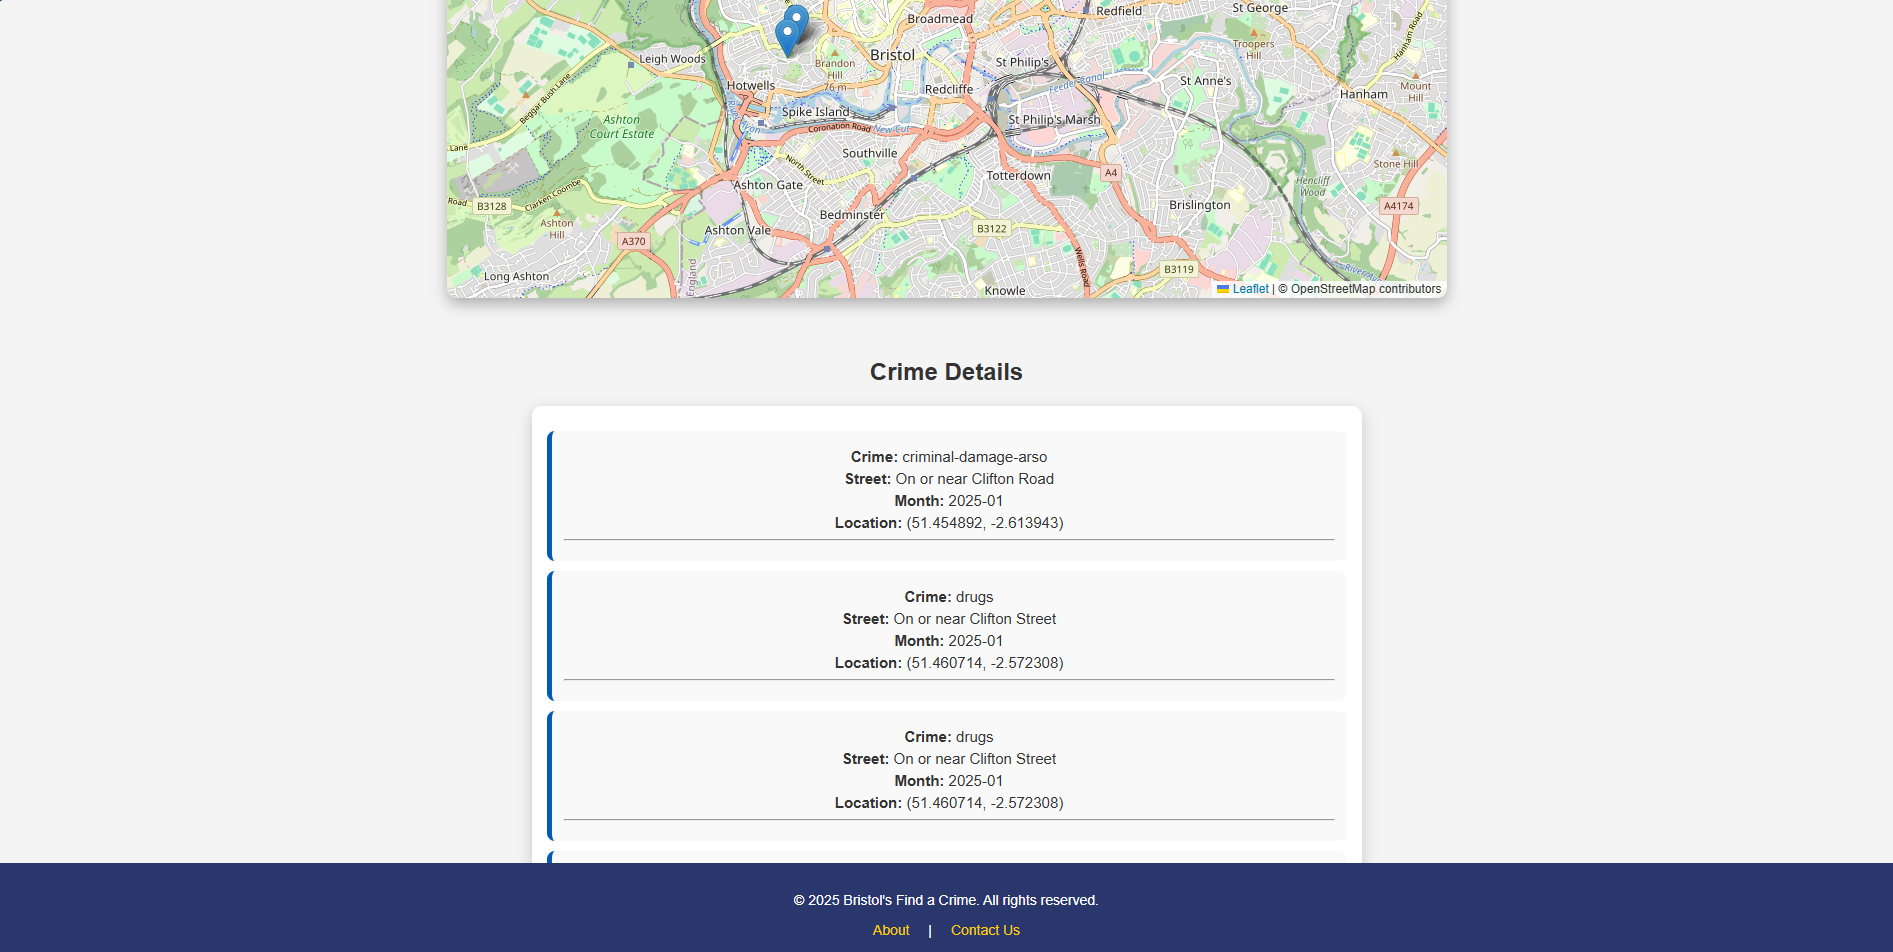 Broadmead
Redfield
St George
Troopers
Hill
Hanham Road
Leigh Woods
Bristol
Brandon
Hill
76 m
St Philip's
Feeder Canal
St Anne's
Hotwells
Redcliffe
Hanham
Mount
Hill
Beggar Bush Lane
Spike Island
Ashton
Court Estate
River Avon
Coronation Road
New Cut
St Philip's Marsh
Lane
Southville
Stone Hill
North Street
Totterdown
A4
Ashton Gate
Hencliff
Wood
Clarken Coombe
Road
B3128
Brislington
A4174
Bedminster
Ashton
Hill
A370
Ashton Vale
B3122
Wells Road
England
Long Ashton
B3119
Knowle
Leaflet | © OpenStreetMap contributors
Crime Details
Crime: criminal-damage-arso
Street: On or near Clifton Road
Month: 2025-01
Location: (51.454892, -2.613943)
Crime: drugs
Street: On or near Clifton Street
Month: 2025-01
Location: (51.460714, -2.572308)
Crime: drugs
Street: On or near Clifton Street
Month: 2025-01
Location: (51.460714, -2.572308)
© 2025 Bristol's Find a Crime. All rights reserved.
About | Contact Us